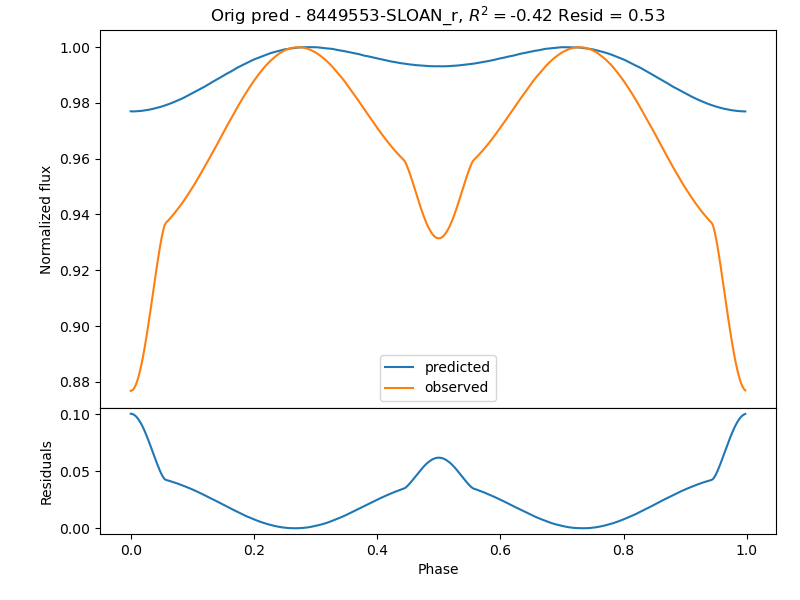 Orig pred - 8449553-SLOAN_r, R² = -0.42 Resid = 0.53
1.00
0.98
0.96
0.94
0.92
0.90
0.88
Normalized flux
predicted
observed
0.10
0.05
0.00
Residuals
0.0 0.2 0.4 0.6 0.8 1.0
Phase